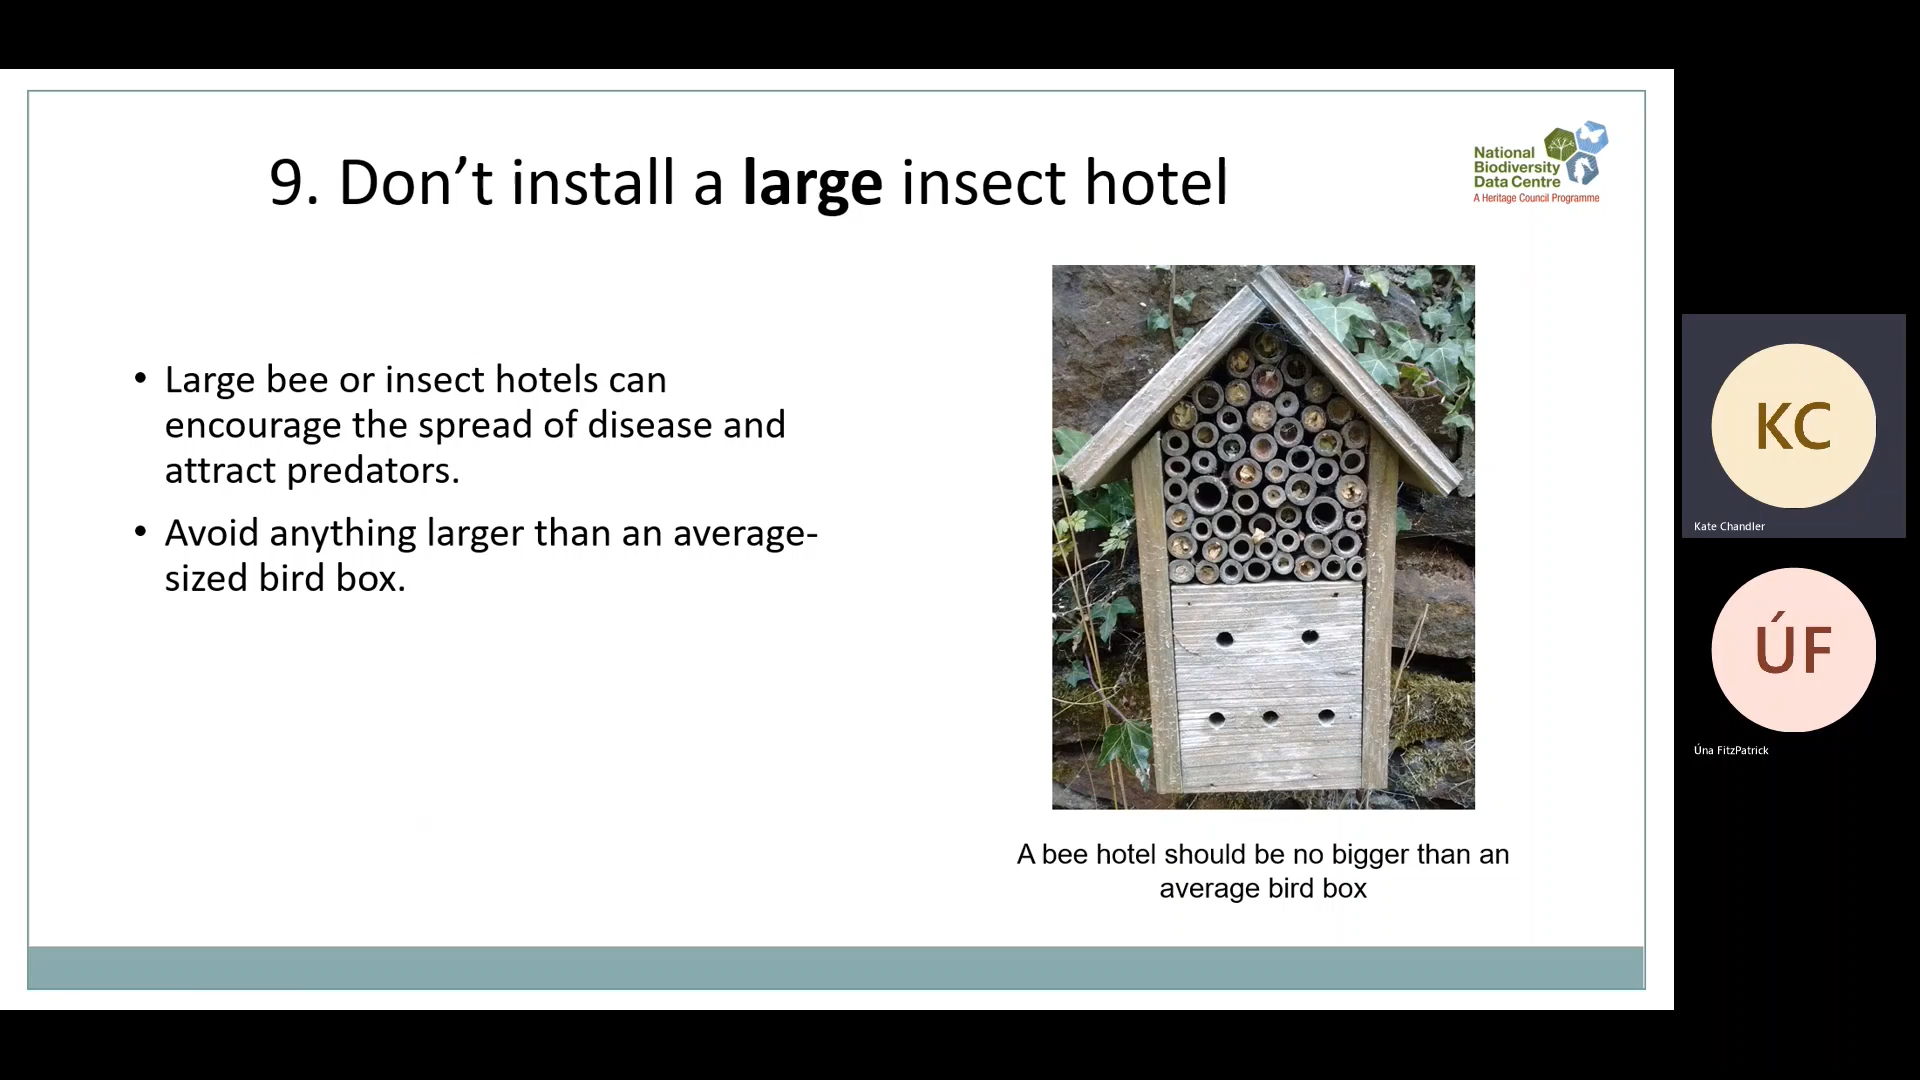 9. Don’t install a large insect hotel
National
Biodiversity
Data Centre
A Heritage Council Programme
• Large bee or insect hotels can
encourage the spread of disease and
attract predators.
• Avoid anything larger than an average-
sized bird box.
A bee hotel should be no bigger than an
average bird box
KC
Kate Chandler
ÚF
Úna FitzPatrick